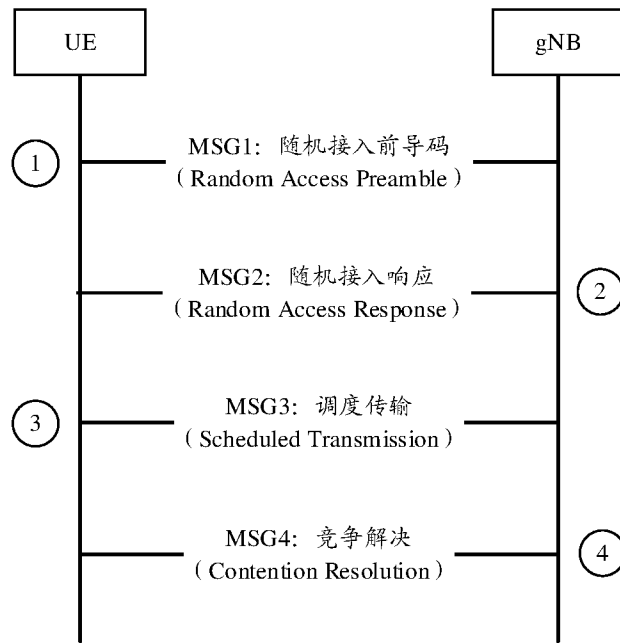 UE
gNB
1
MSG1: 随机接入前导码
(Random Access Preamble)
MSG2: 随机接入响应
(Random Access Response)
2
3
MSG3: 调度传输
(Scheduled Transmission)
MSG4: 竞争解决
(Contention Resolution)
4